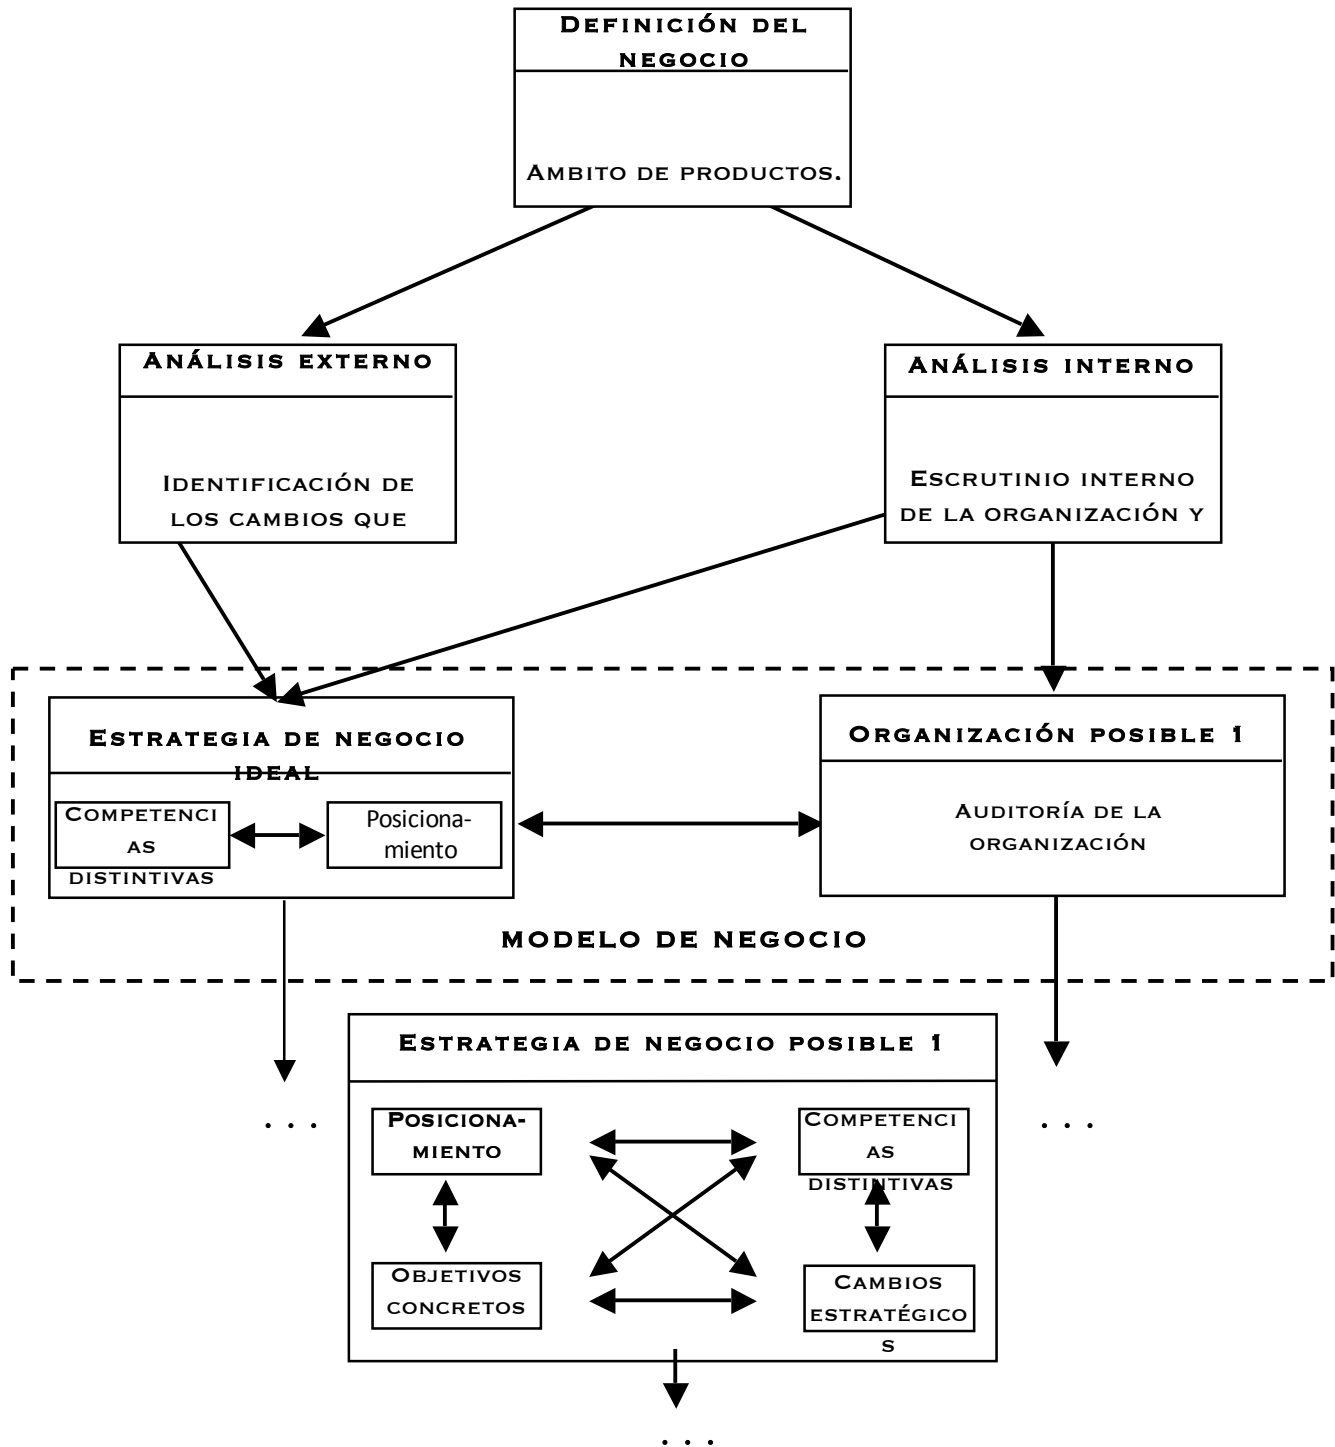 Definición del
negocio
Ambito de productos.
Análisis externo
Identificación de
los cambios que
Análisis interno
Escrutinio interno
de la organización y
Estrategia de negocio
ideal
Competenci
as
distintivas
Posiciona-
miento
Organización posible 1
Auditoría de la
organización
modelo de negocio
Estrategia de negocio posible 1
Posiciona-
miento
Competenci
as
distintivas
Objetivos
concretos
Cambios
estratégico
s
. . .
. . .
. . .